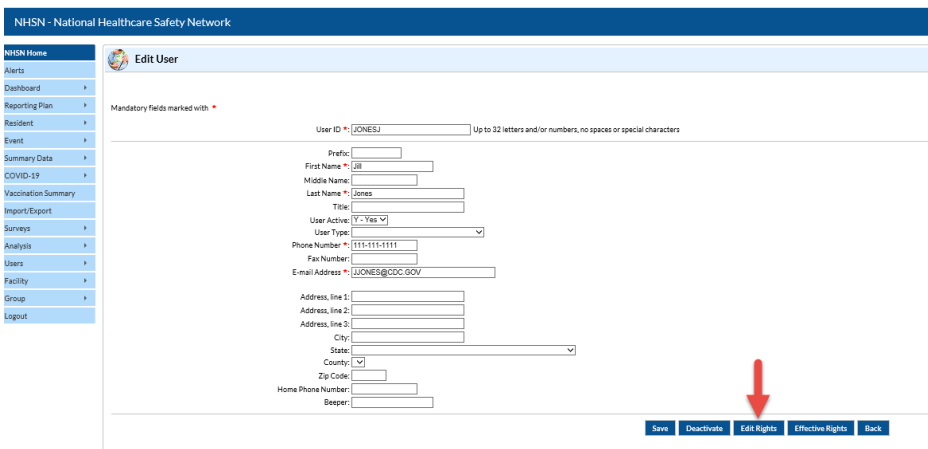 NHSN - National Healthcare Safety Network
NHSN Home
Alerts
Dashboard
Reporting Plan
Resident
Event
Summary Data
COVID-19
Vaccination Summary
Import/Export
Surveys
Analysis
Users
Facility
Group
Logout
Edit User
Mandatory fields marked with *
User ID *: JONESJ Up to 32 letters and/or numbers, no spaces or special characters
Prefix:
First Name *: Jill
Middle Name:
Last Name *: Jones
Title:
User Active: Y - Yes
User Type:
Phone Number *: 111-111-1111
Fax Number:
E-mail Address *: JJONES@CDC.GOV
Address, line 1:
Address, line 2:
Address, line 3:
City:
State:
County:
Zip Code:
Home Phone Number:
Beeper:
Save Deactivate Edit Rights Effective Rights Back